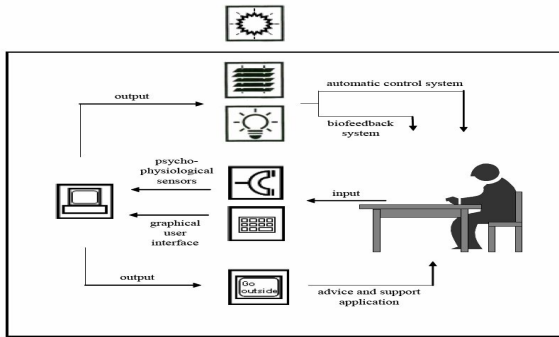 output
automatic control system
biofeedback
system
psycho-
physiological
sensors
input
graphical
user
interface
output
Go
outside
advice and support
application